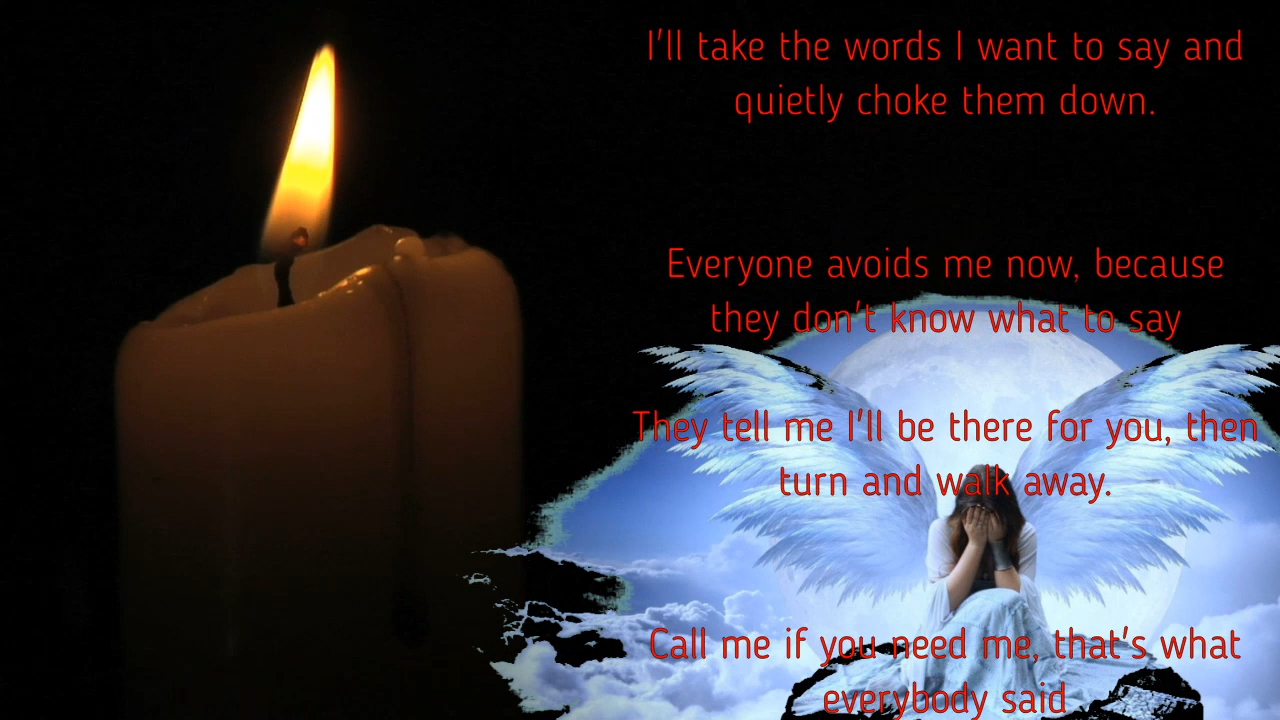 I'll take the words I want to say and
quietly choke them down.
Everyone avoids me now, because
they don't know what to say
They tell me I'll be there for you, then
turn and walk away.
Call me if you need me, that's what
everybody said